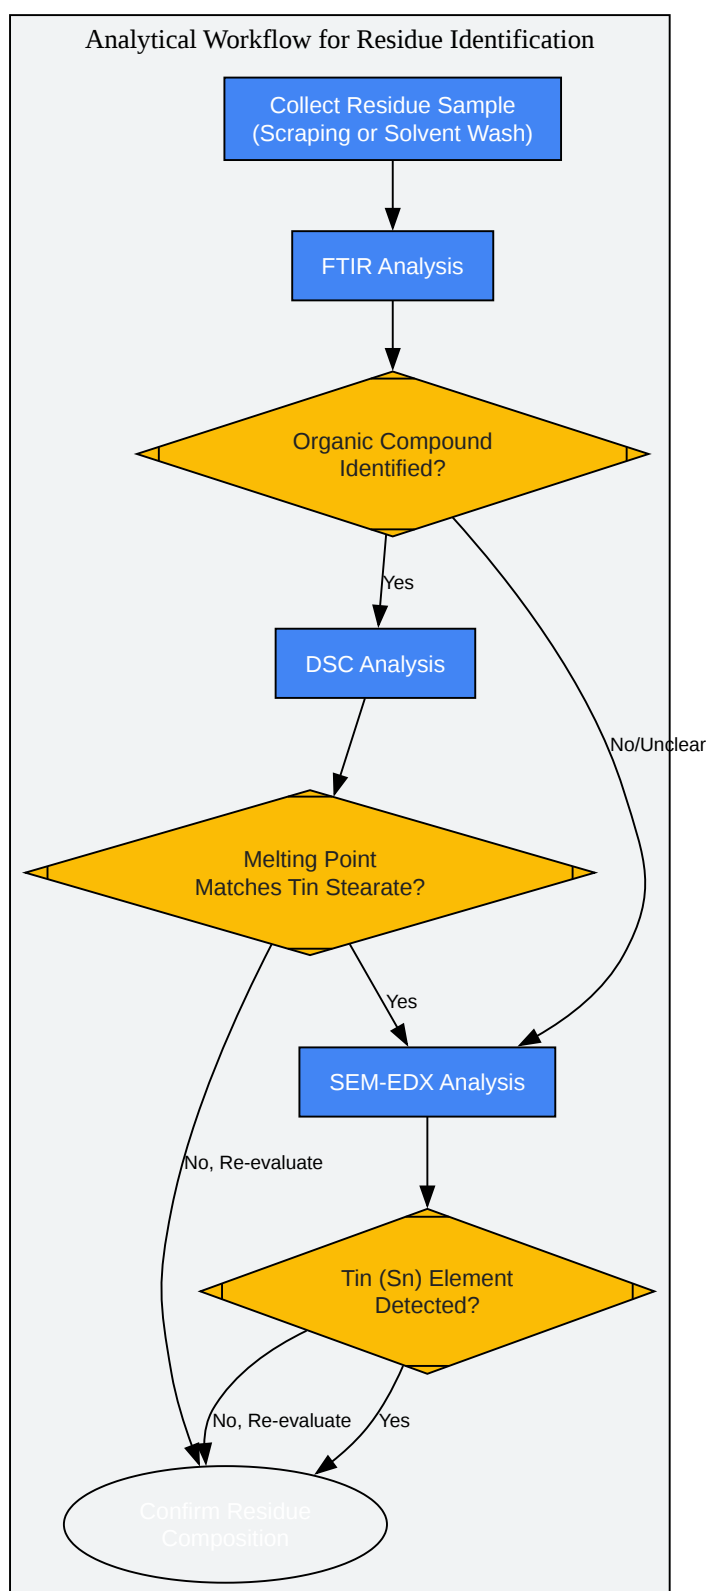 Analytical Workflow for Residue Identification
Collect Residue Sample
(Scraping or Solvent Wash)
FTIR Analysis
Organic Compound
Identified?
Yes
DSC Analysis
No/Unclear
Melting Point
Matches Tin Stearate?
Yes
SEM-EDX Analysis
No, Re-evaluate
Tin (Sn) Element
Detected?
No, Re-evaluate
Yes
Confirm Residue
Composition